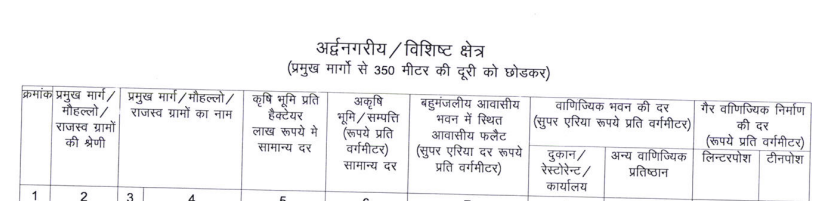 अर्द्वनगरीय/विशिष्ट क्षेत्र
(प्रमुख मार्गो से 350 मीटर की दूरी को छोडकर)
क्रमांक
प्रमुख मार्ग/
मौहल्लो/
राजस्व ग्रामों
की श्रेणी
प्रमुख मार्ग/मौहल्लो/
राजस्व ग्रामों का नाम
कृषि भूमि प्रति
हैक्टेयर
लाख रूपये मे
सामान्य दर
अकृषि
भूमि/सम्पत्ति
(रूपये प्रति
वर्गमीटर)
सामान्य दर
बहुमंजलीय आवासीय
भवन में स्थित
आवासीय फलैट
(सुपर एरिया दर रूपये
प्रति वर्गमीटर)
वाणिज्यिक भवन की दर
(सुपर एरिया रूपये प्रति वर्गमीटर)
दुकान/
रेस्टोरेन्ट/
कार्यालय
अन्य वाणिज्यिक
प्रतिष्ठान
गैर वाणिज्यिक निर्माण
की दर
(रूपये प्रति वर्गमीटर)
लिन्टरपोश
टीनपोश
1 2 3 4 5